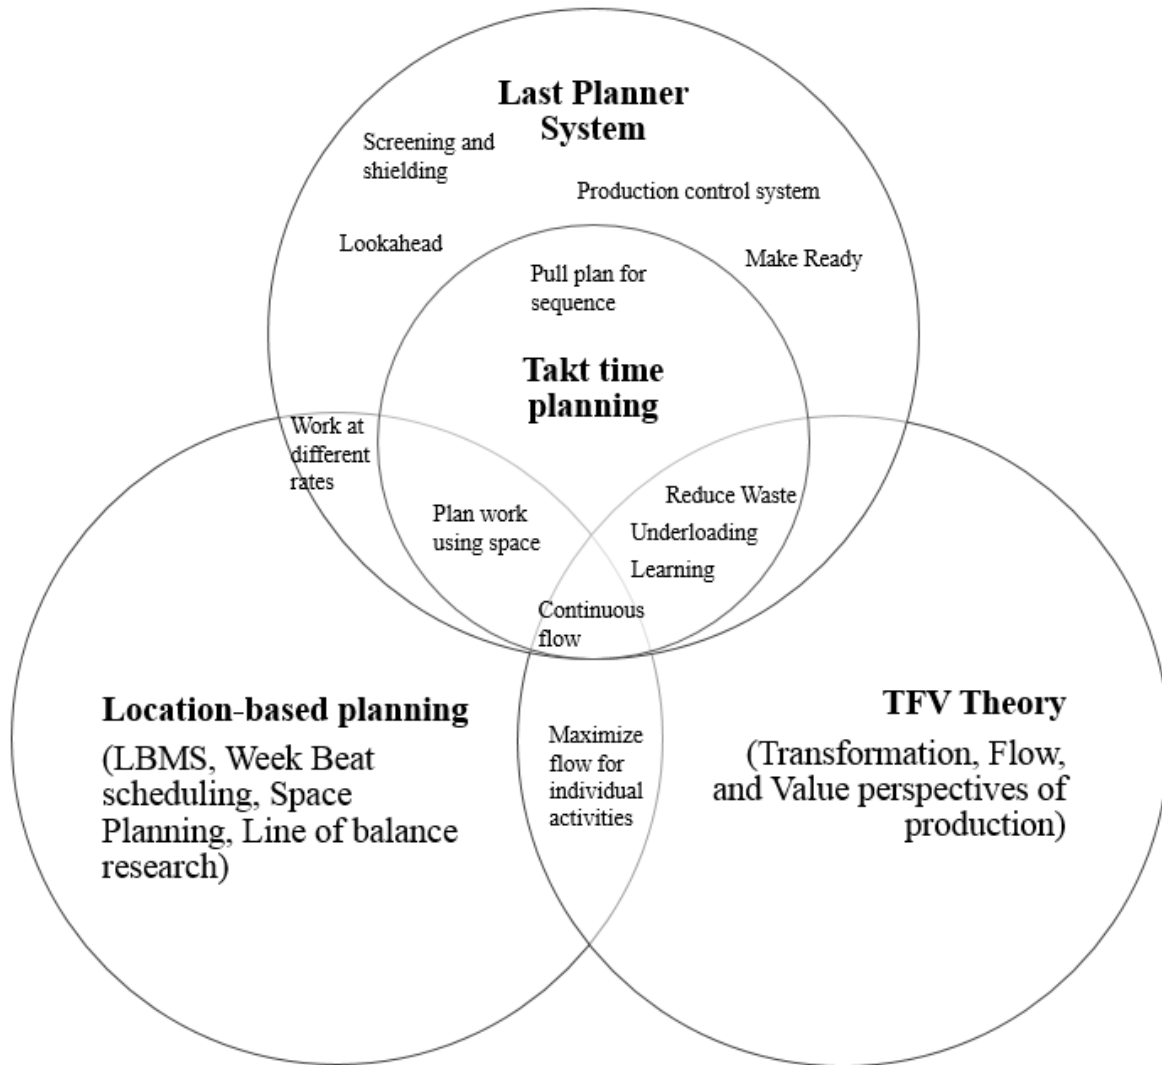 Last Planner
System
Screening and
shielding
Production control system
Lookahead
Make Ready
Pull plan for
sequence
Takt time
planning
Work at
different
rates
Plan work
using space
Reduce Waste
Underloading
Learning
Continuous
flow
Location-based planning
(LBMS, Week Beat
scheduling, Space
Planning, Line of balance
research)
Maximize
flow for
individual
activities
TFV Theory
(Transformation, Flow,
and Value perspectives of
production)